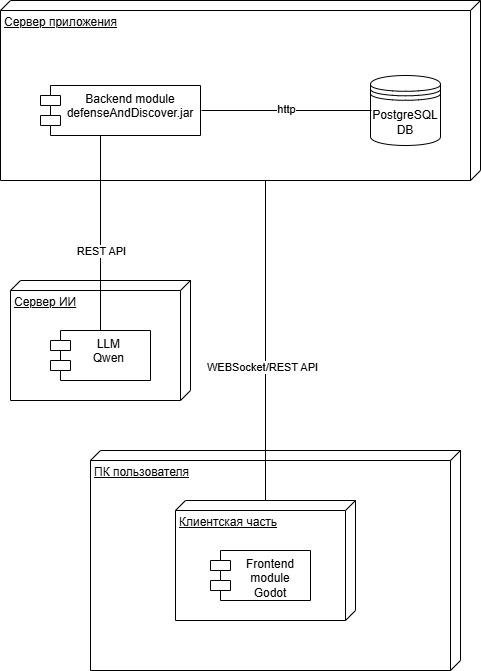 Сервер приложения
Backend module
defenseAndDiscover.jar
http
PostgreSQL
DB
REST API
Сервер ИИ
LLM
Qwen
WEBSocket/REST API
ПК пользователя
Клиентская часть
Frontend
module
Godot